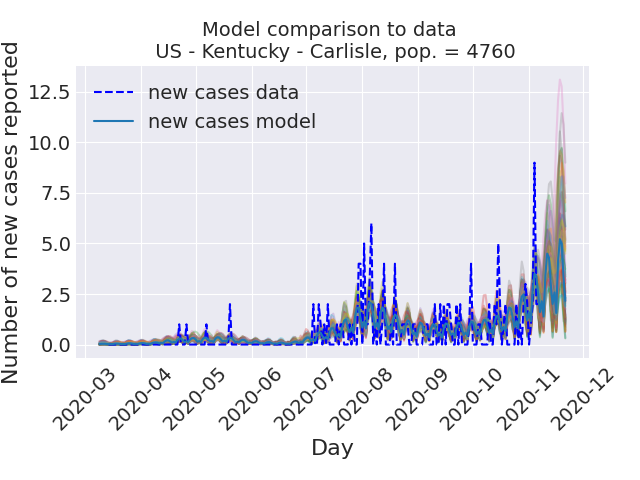 Model comparison to data
US - Kentucky - Carlisle, pop. = 4760
Number of new cases reported
12.5
10.0
7.5
5.0
2.5
0.0
new cases data
new cases model
2020-03
2020-04
2020-05
2020-06
2020-07
2020-08
2020-09
2020-10
2020-11
2020-12
Day